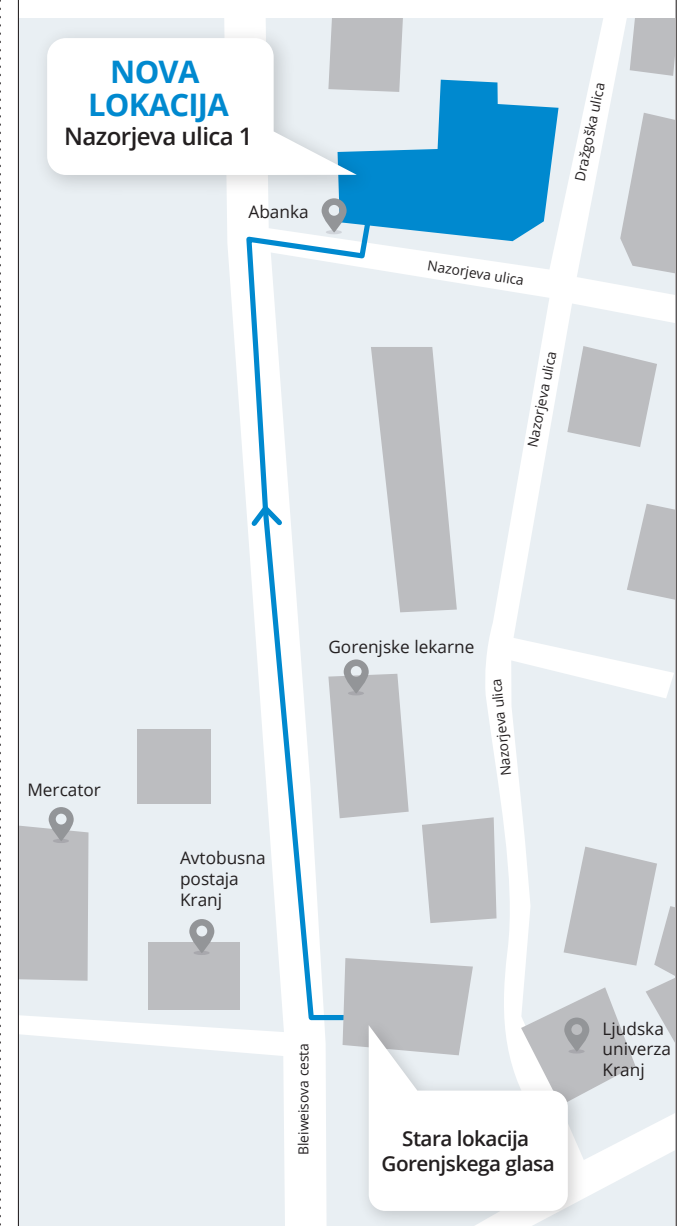 NOVA
LOKACIJA
Nazorjeva ulica 1
Dražgoška ulica
Abanka
Nazorjeva ulica
Nazorjeva ulica
Gorenjske lekarne
Nazorjeva ulica
Mercator
Avtobusna
postaja
Kranj
Ljudska
univerza
Kranj
Bleiweisova cesta
Stara lokacija
Gorenjskega glasa